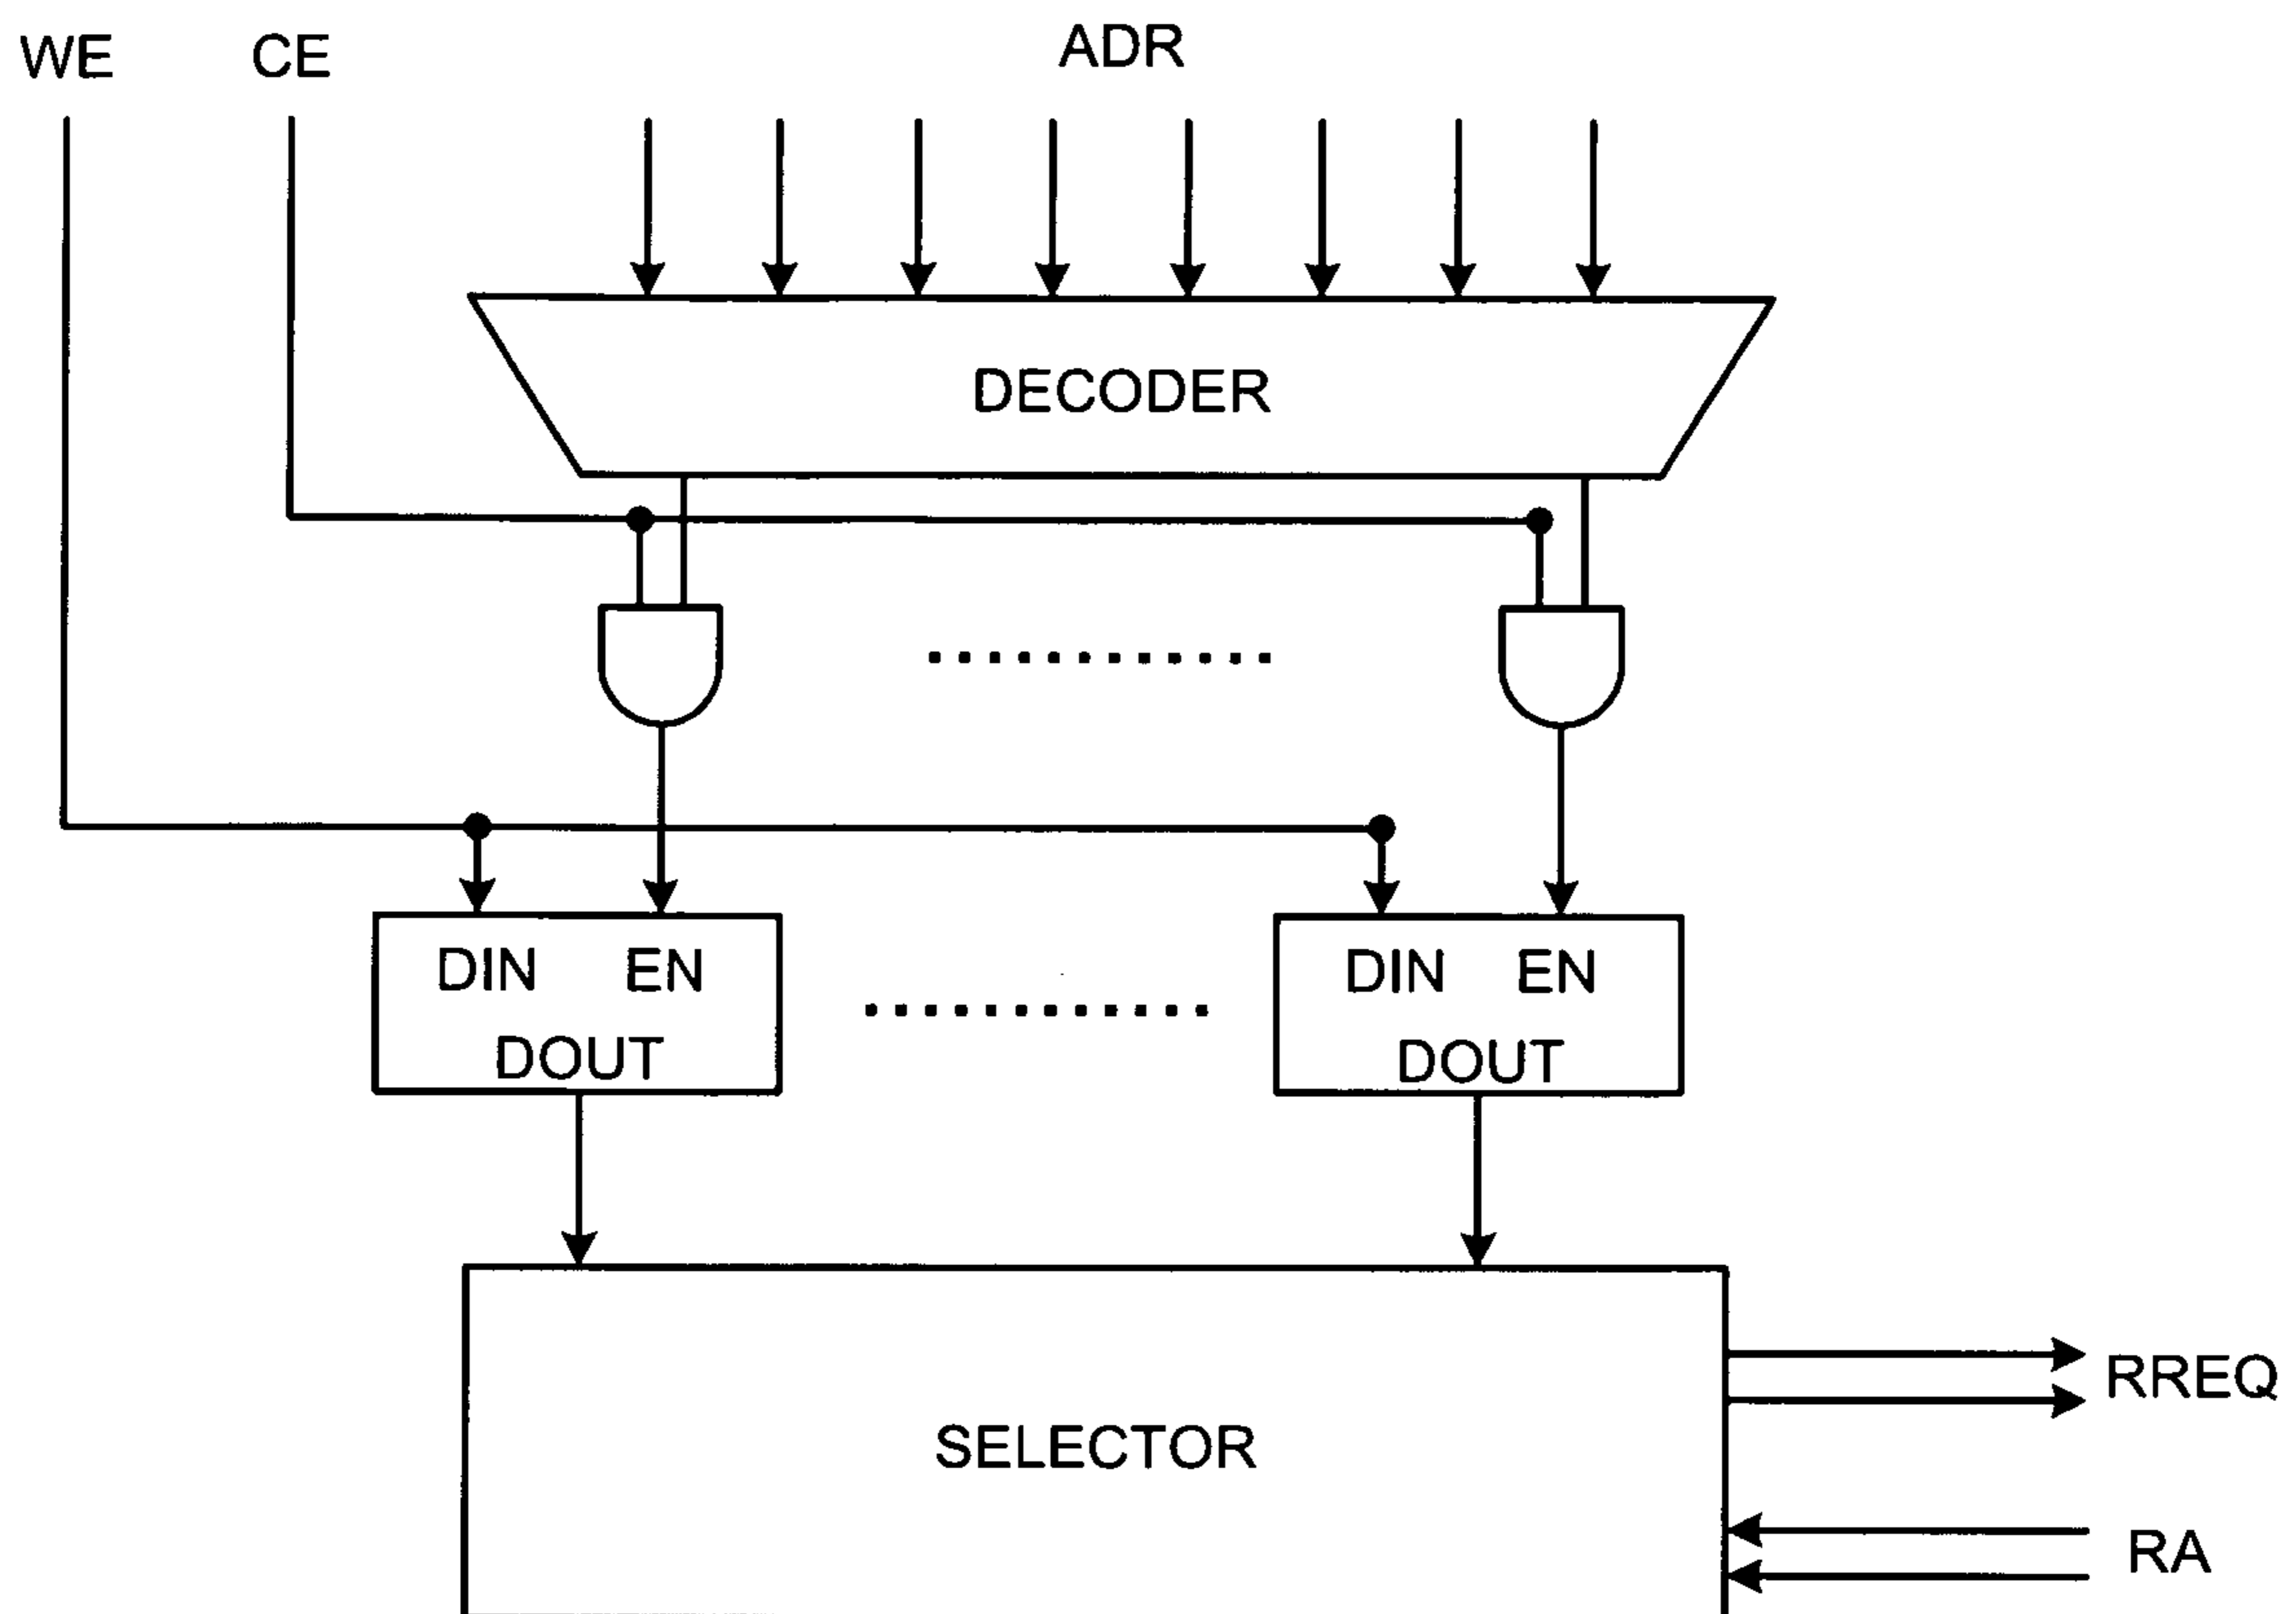 WE CE ADR
DECODER
DIN EN DIN EN
DOUT DOUT
RREQ
SELECTOR
RA